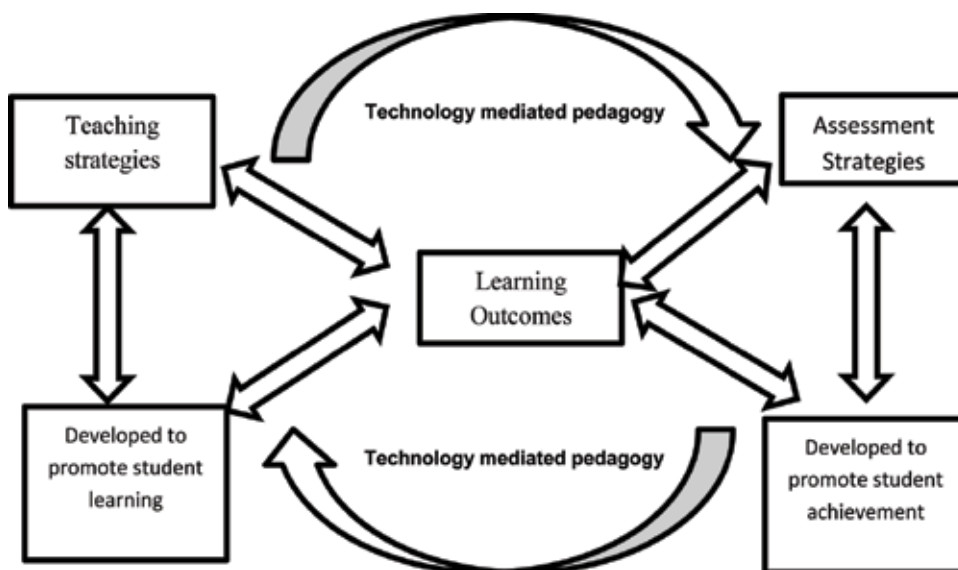 Teaching
strategies
Technology mediated pedagogy
Assessment
Strategies
Learning
Outcomes
Developed to
promote student
learning
Technology mediated pedagogy
Developed to
promote student
achievement